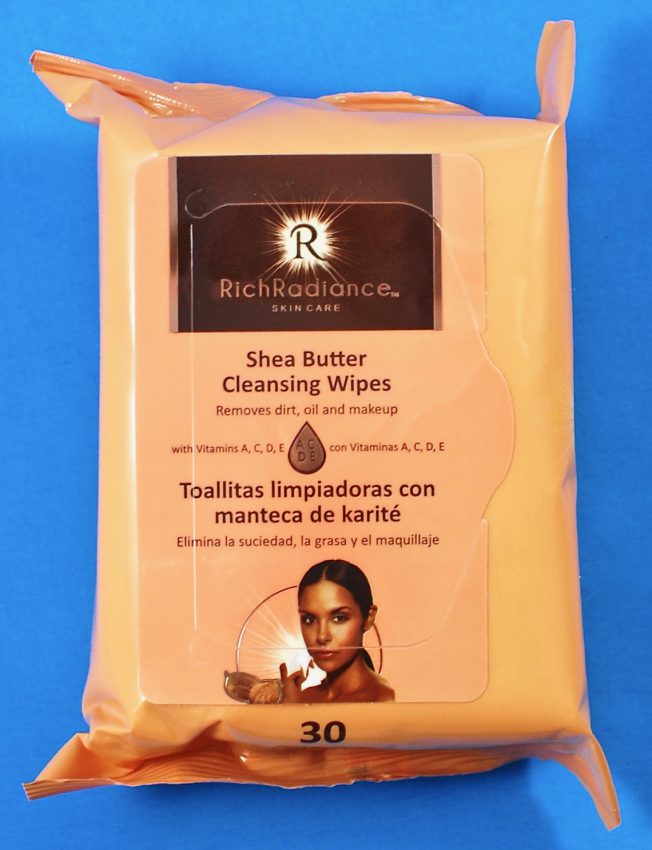 R
RichRadiance™
SKIN CARE
Shea Butter
Cleansing Wipes
Removes dirt, oil and makeup
with Vitamins A, C, D, E
A C
D E
con Vitaminas A, C, D, E
Toallitas limpiadoras con
manteca de karité
Elimina la suciedad, la grasa y el maquillaje
30